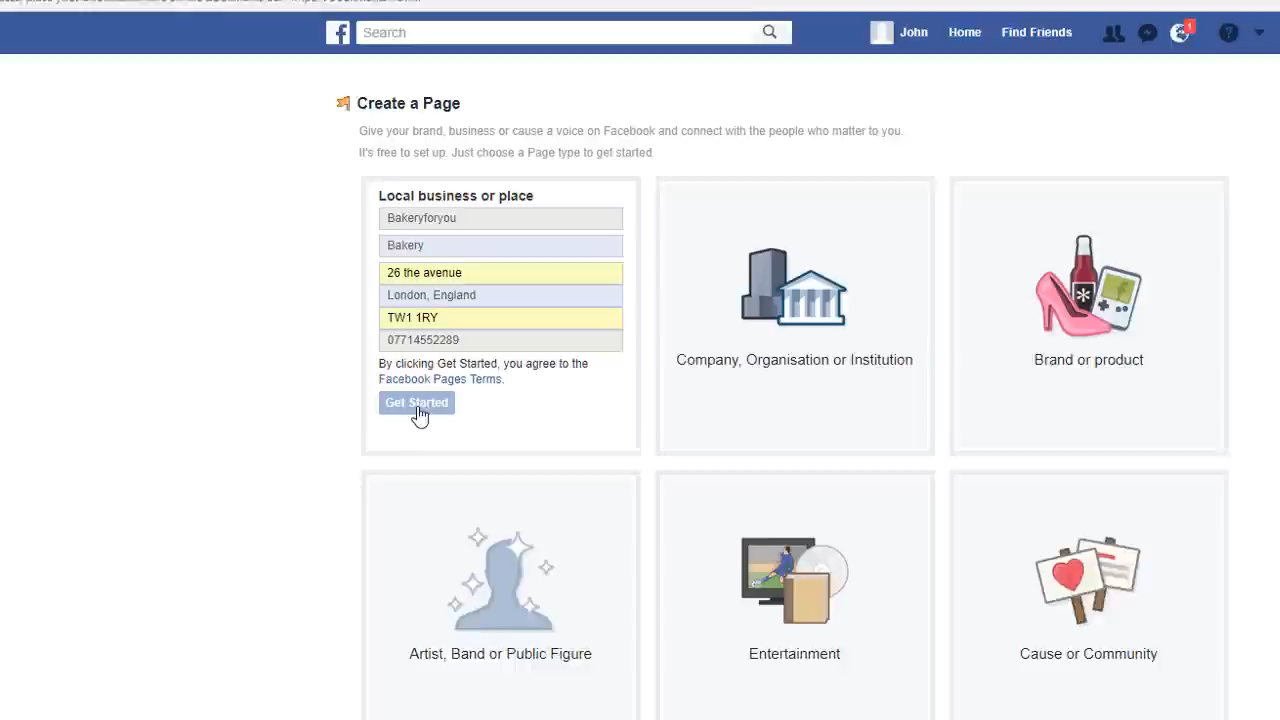 Search
John
Home
Find Friends
1
Create a Page
Give your brand, business or cause a voice on Facebook and connect with the people who matter to you.
It's free to set up. Just choose a Page type to get started.
Local business or place
Bakeryforyou
Bakery
26 the avenue
London, England
TW1 1RY
07714552289
By clicking Get Started, you agree to the
Facebook Pages Terms.
Get Started
Company, Organisation or Institution
Brand or product
Artist, Band or Public Figure
Entertainment
Cause or Community